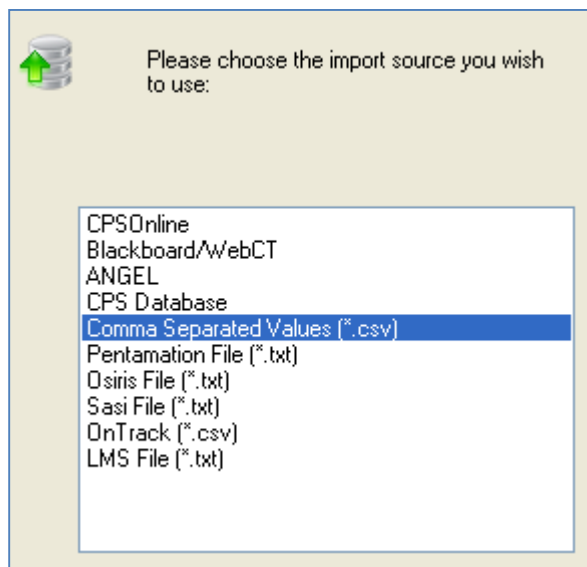 Please choose the import source you wish
to use:
CPSOnline
Blackboard/WebCT
ANGEL
CPS Database
Comma Separated Values (*.csv)
Pentamation File (*.txt)
Osiris File (*.txt)
Sasi File (*.txt)
OnTrack (*.csv)
LMS File (*.txt)